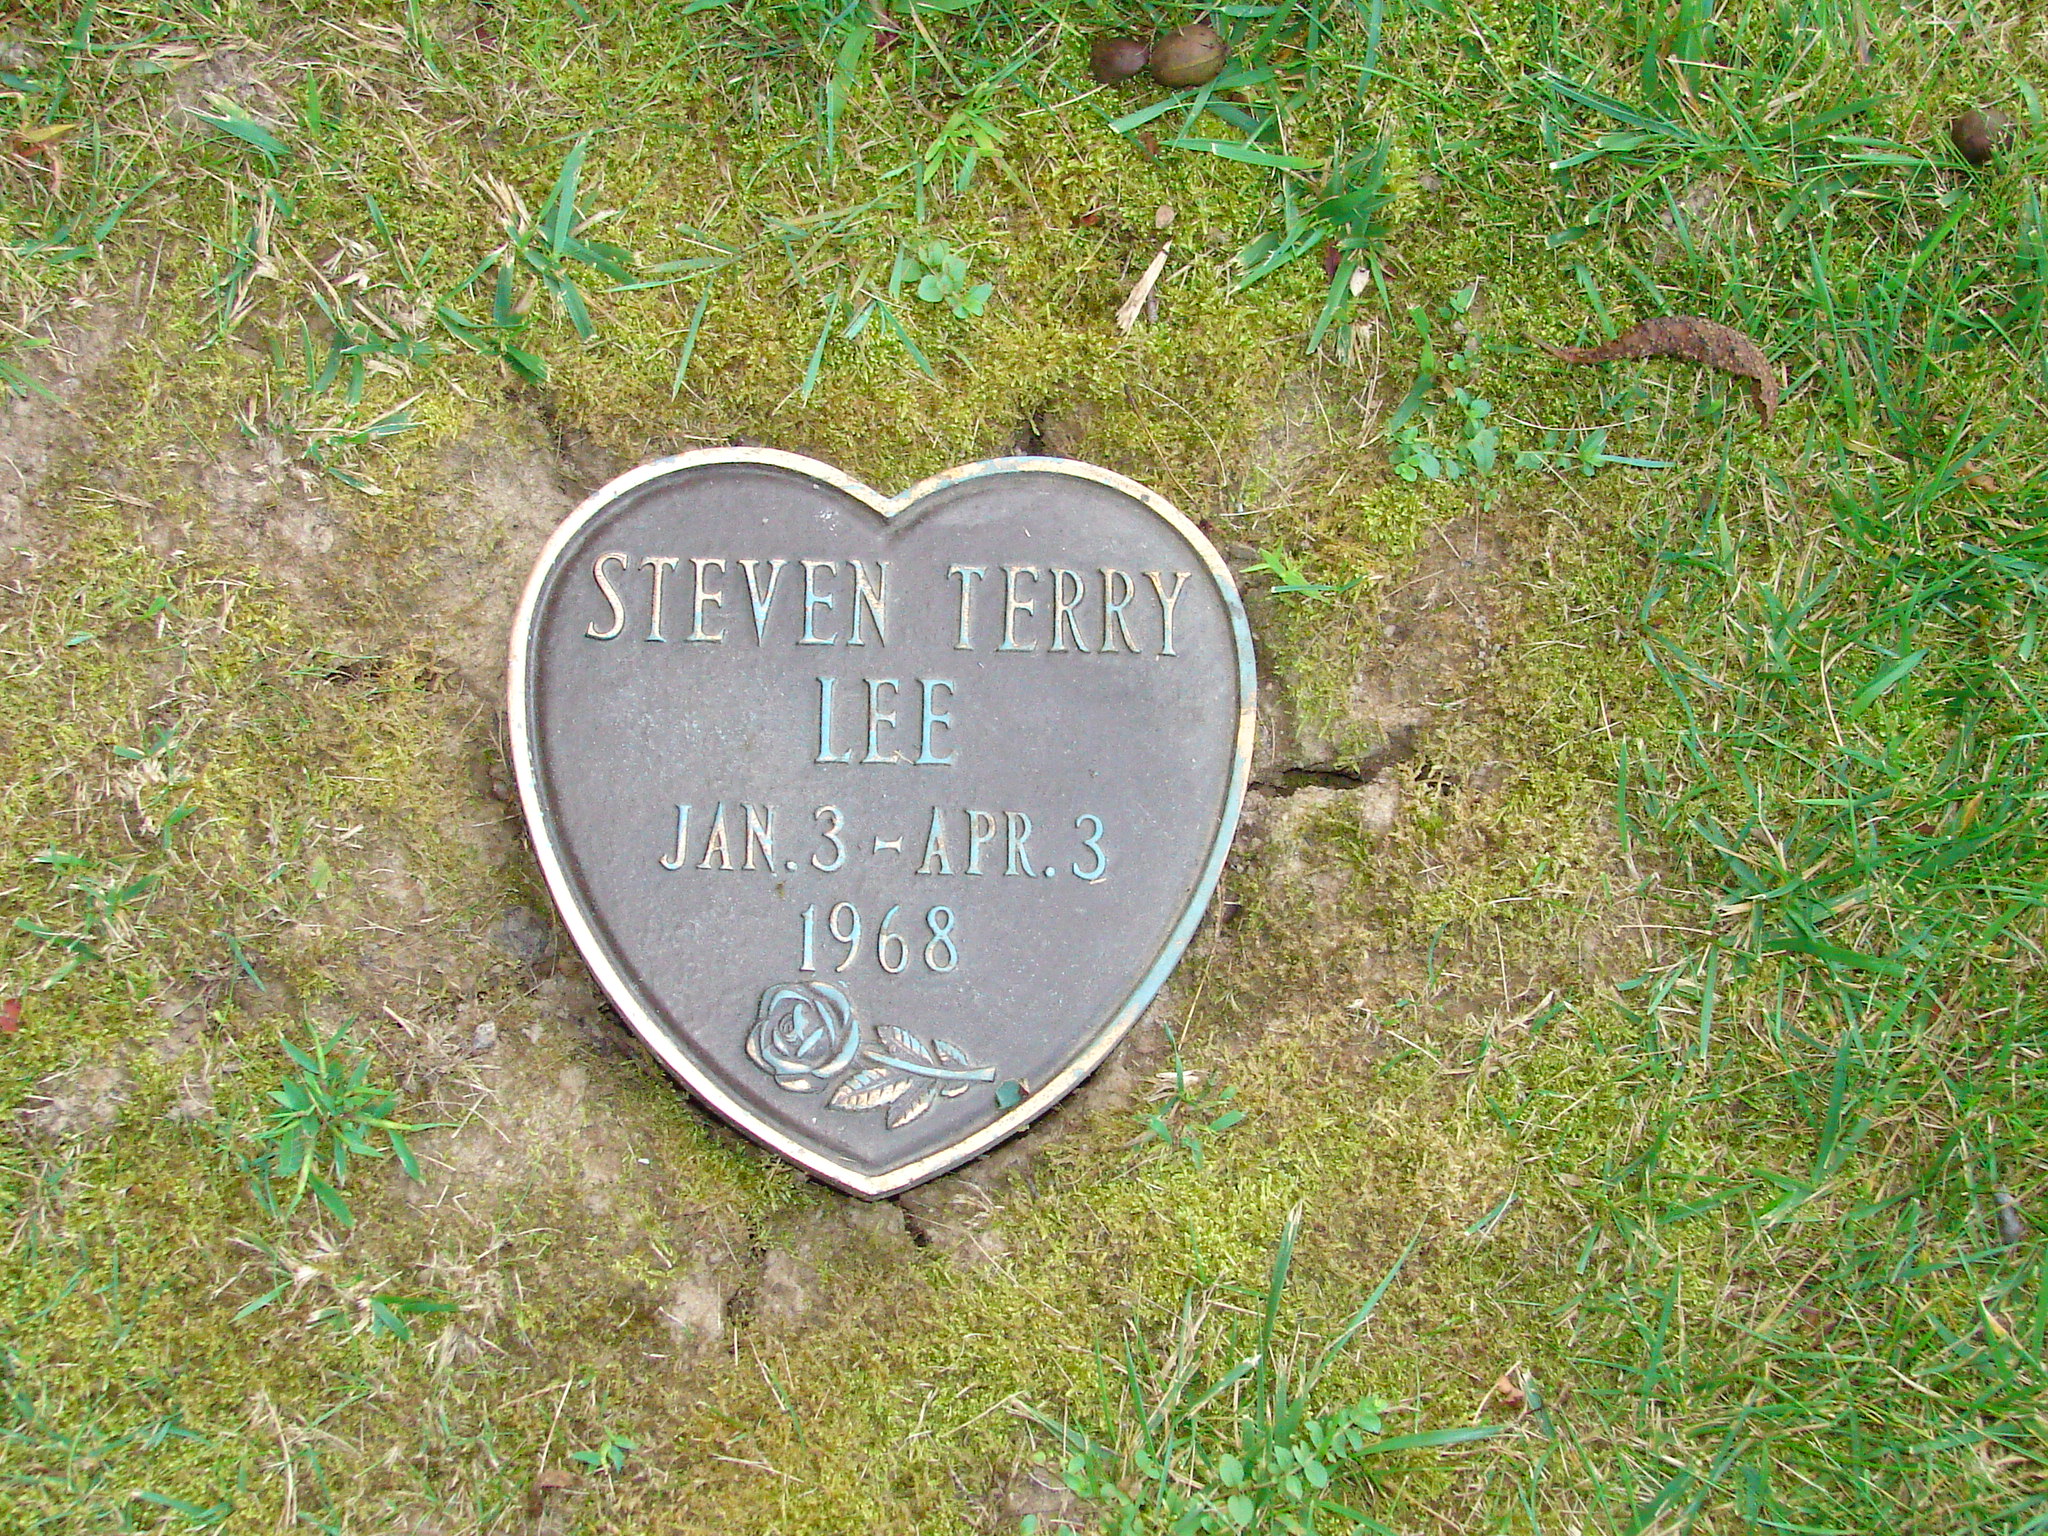 STEVEN TERRY
LEE
JAN. 3 - APR. 3
1968